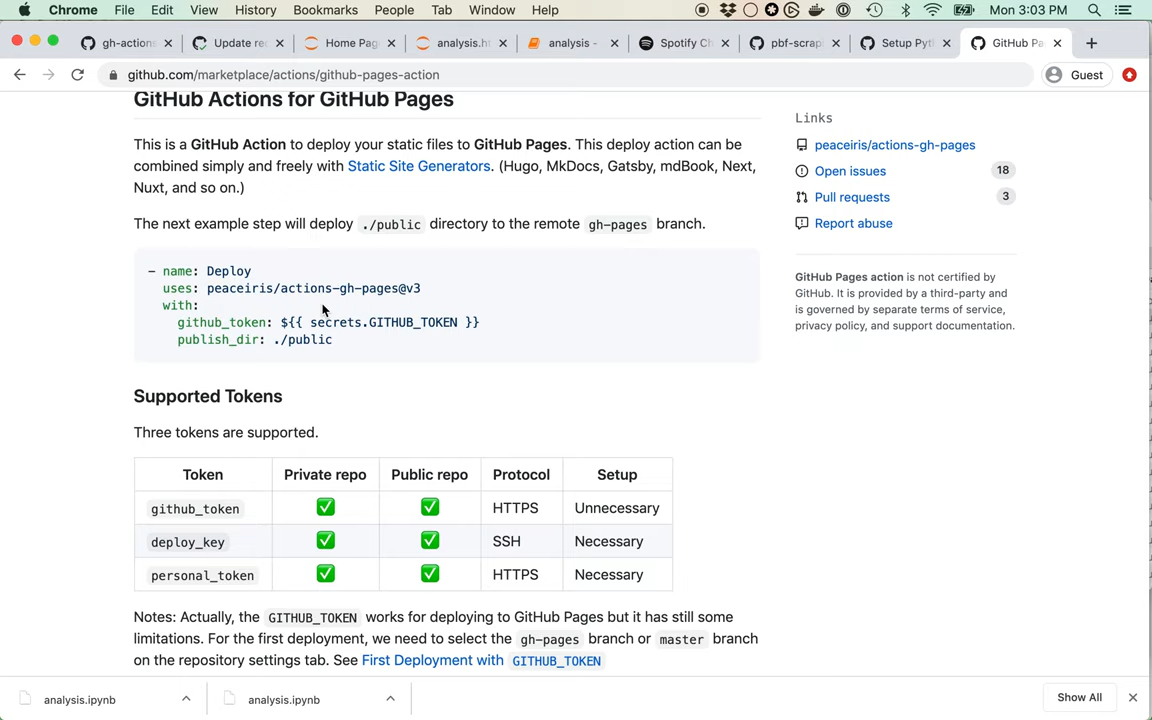 Chrome File Edit View History Bookmarks People Tab Window Help Mon 3:03 PM
gh-actions Update re Home Pag analysis.ht analysis - Spotify Ch pbf-scrap Setup Pyt GitHub Pa
github.com/marketplace/actions/github-pages-action Guest
GitHub Actions for GitHub Pages
This is a GitHub Action to deploy your static files to GitHub Pages. This deploy action can be
combined simply and freely with Static Site Generators. (Hugo, MkDocs, Gatsby, mdBook, Next,
Nuxt, and so on.)
The next example step will deploy ./public directory to the remote gh-pages branch.
- name: Deploy
uses: peaceiris/actions-gh-pages@v3
with:
github_token: ${{ secrets.GITHUB_TOKEN }}
publish_dir: ./public
Supported Tokens
Three tokens are supported.
Token Private repo Public repo Protocol Setup
github_token ✅ ✅ HTTPS Unnecessary
deploy_key ✅ ✅ SSH Necessary
personal_token ✅ ✅ HTTPS Necessary
Notes: Actually, the GITHUB_TOKEN works for deploying to GitHub Pages but it has still some
limitations. For the first deployment, we need to select the gh-pages branch or master branch
on the repository settings tab. See First Deployment with GITHUB_TOKEN
Links
peaceiris/actions-gh-pages
Open issues 18
Pull requests 3
Report abuse
GitHub Pages action is not certified by
GitHub. It is provided by a third-party and
is governed by separate terms of service,
privacy policy, and support documentation.
analysis.ipynb analysis.ipynb Show All